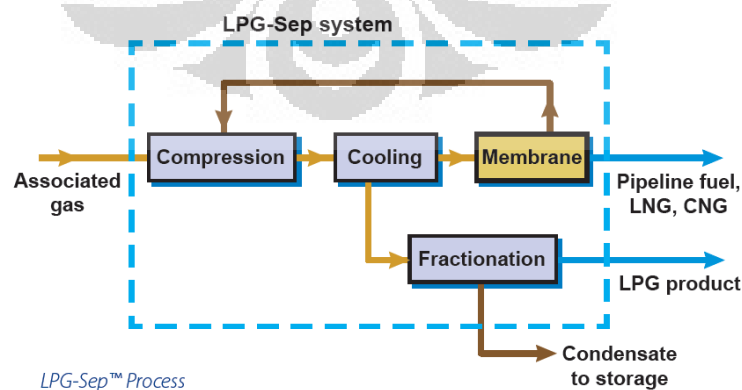 LPG-Sep system
Compression
Cooling
Membrane
Associated
gas
Pipeline fuel,
LNG, CNG
Fractionation
LPG product
Condensate
to storage
LPG-Sep™ Process